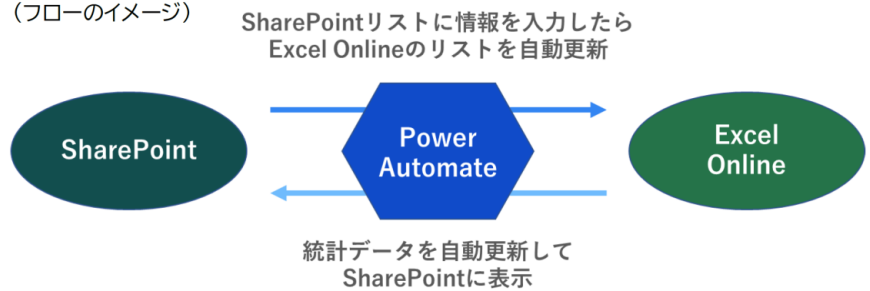 （フローのイメージ）
SharePointリストに情報を入力したら
Excel Onlineのリストを自動更新
SharePoint
Power
Automate
Excel
Online
統計データを自動更新して
SharePointに表示